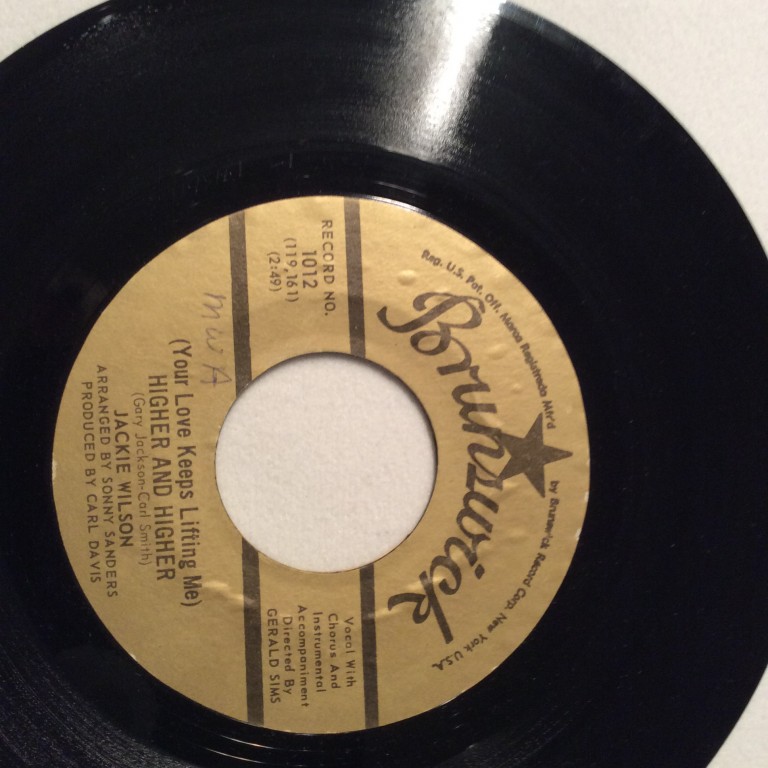 Reg. U.S. Pat. Off. Marca Registrada Mfr'd by Brunswick Record Corp. New York U.S.A.
Brunswick
RECORD NO.
1012
(119,161)
(2:49)
Vocal With
Chorus And
Instrumental
Accompaniment
Directed By
GERALD SIMS
MWA
(Your Love Keeps Lifting Me)
HIGHER AND HIGHER
(Gary Jackson-Carl Smith)
JACKIE WILSON
ARRANGED BY SONNY SANDERS
PRODUCED BY CARL DAVIS